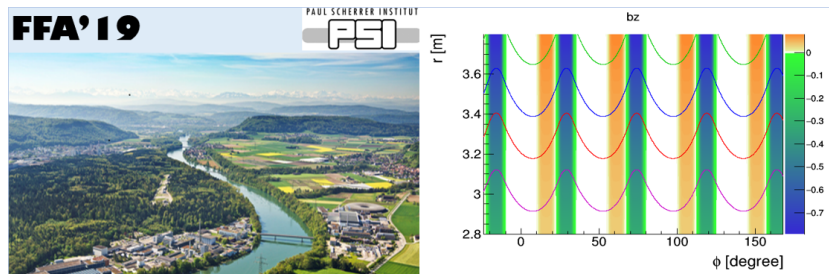 FFA'19
PAUL SCHERRER INSTITUT
PSI
bz
r [m]
3.6
3.4
3.2
3
2.8
0
50
100
150
ϕ [degree]
0
−0.1
−0.2
−0.3
−0.4
−0.5
−0.6
−0.7